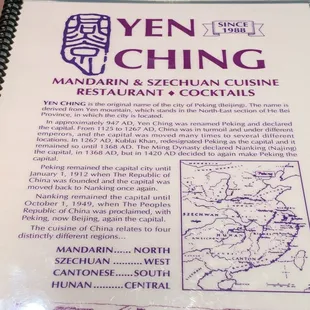 YEN
CHING
SINCE
1988
MANDARIN & SZECHUAN CUISINE
RESTAURANT ◆ COCKTAILS
YEN CHING is the original name of the city of Peking (Beijing). The name is
derived from Yen mountain, which stands in the North-East section of He Bei
Province, in which the city is located.
In approximately 947 AD, Yen Ching was renamed Peking and declared
the capital. From 1125 to 1267 AD, China was in turmoil and under different
emperors, and the capital was moved many times to several different
locations. In 1267 AD, Kublai Khan, redesignated Peking as the capital and it
remained so until 1368 AD. The Ming Dynasty declared Nanking (Nanjing)
the capital, in 1368 AD, but in 1420 AD decided to again make Peking the
capital.
Peking remained the capital city until
January 1, 1912 when The Republic of
China was founded and the capital was
moved back to Nanking once again.
Nanking remained the capital until
October 1, 1949, when The Peoples
Republic of China was proclaimed, with
Peking, now Beijing, again the capital.
The cuisine of China relates to four
distinctly different regions...
MANDARIN...... NORTH
SZECHUAN .......... WEST
CANTONESE...... SOUTH
HUNAN ........... CENTRAL
SZECHWAN